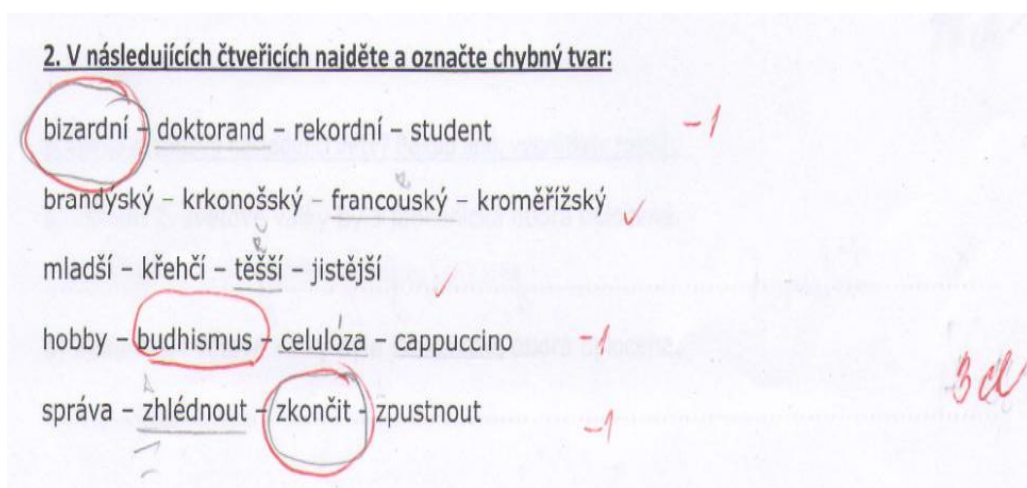 2. V následujících čtveřicích najděte a označte chybný tvar:
bizardní – doktorand – rekordní – student -1
brandýský – krkonošský – francouský – kroměřížský ✓
mladší – křehčí – těšší – jistější ✓
hobby – budhismus – celuloza – cappuccino -1
správa – zhlédnout – zkončit – zpustnout -1